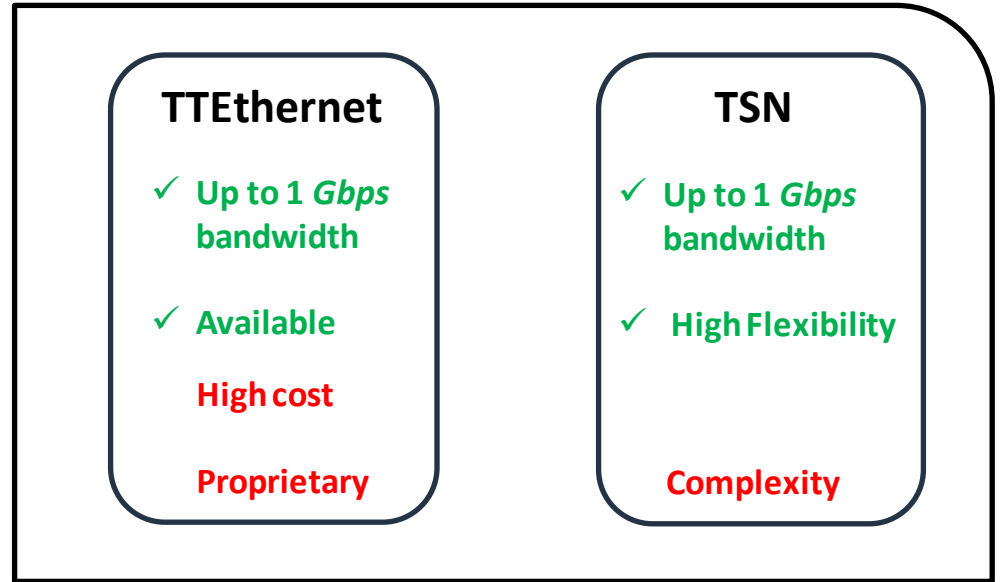 TTEthernet
✓ Up to 1 Gbps
bandwidth
✓ Available
High cost
Proprietary
TSN
✓ Up to 1 Gbps
bandwidth
✓ High Flexibility
Complexity